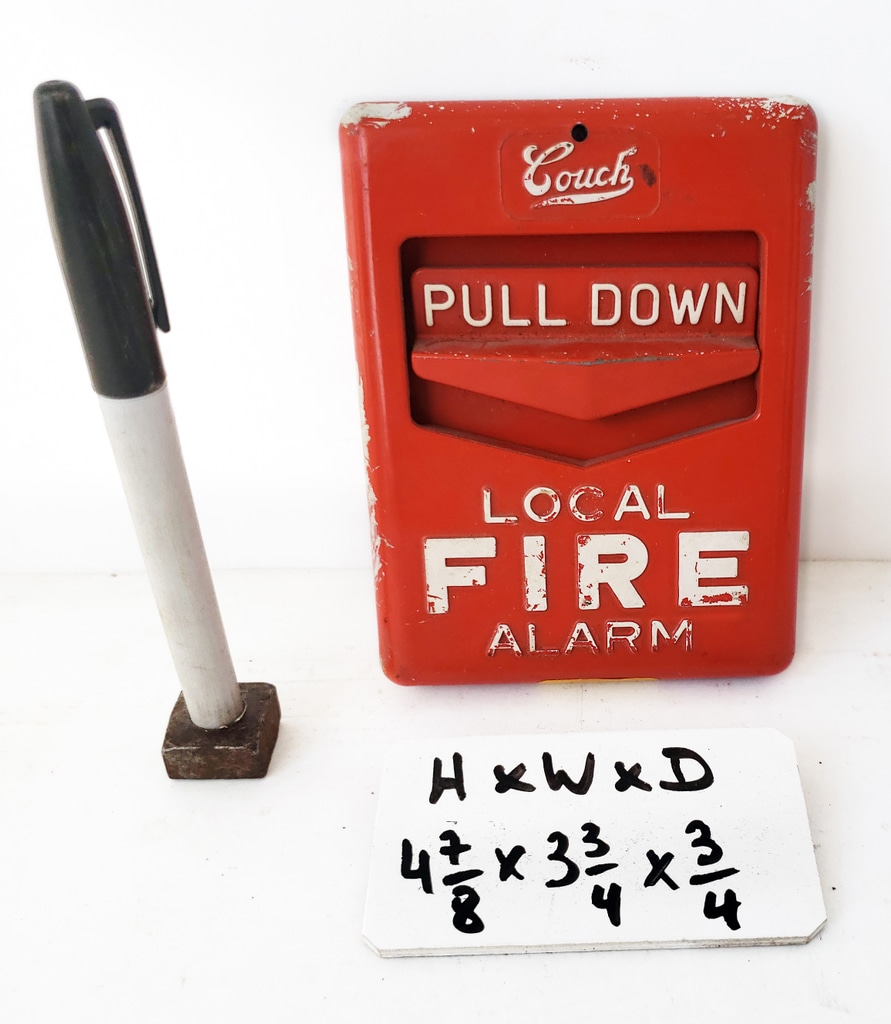 Couch
PULL DOWN
LOCAL
FIRE
ALARM
H x W x D
4 7/8 x 3 3/4 x 3/4